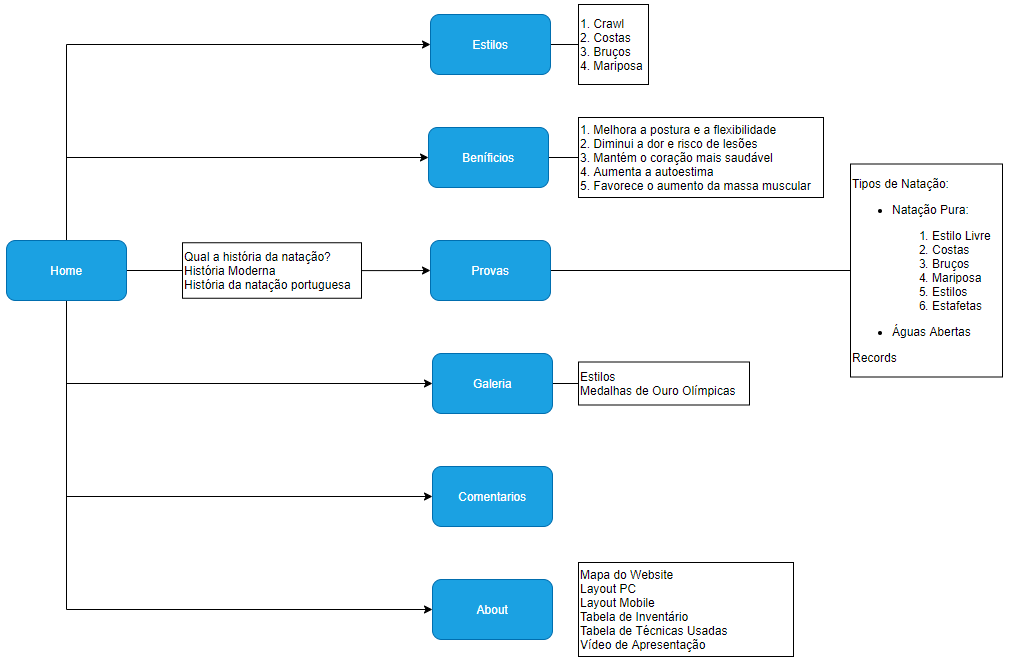 Estilos
1. Crawl
2. Costas
3. Bruços
4. Mariposa
Beníficios
1. Melhora a postura e a flexibilidade
2. Diminui a dor e risco de lesões
3. Mantém o coração mais saudável
4. Aumenta a autoestima
5. Favorece o aumento da massa muscular
Home
Qual a história da natação?
História Moderna
História da natação portuguesa
Provas
Tipos de Natação:
• Natação Pura:
1. Estilo Livre
2. Costas
3. Bruços
4. Mariposa
5. Estilos
6. Estafetas
• Águas Abertas
Records
Galeria
Estilos
Medalhas de Ouro Olímpicas
Comentarios
About
Mapa do Website
Layout PC
Layout Mobile
Tabela de Inventário
Tabela de Técnicas Usadas
Vídeo de Apresentação